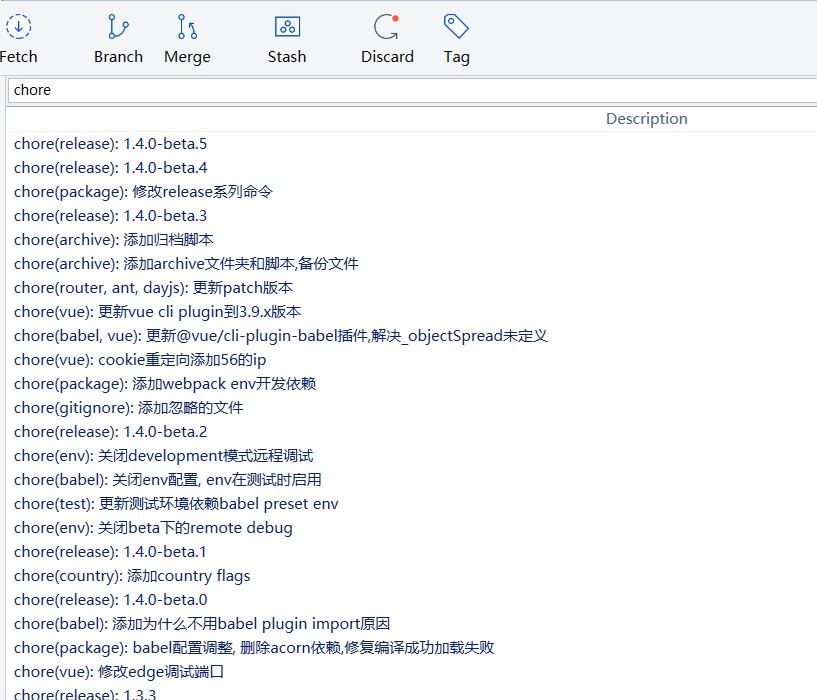 Fetch Branch Merge Stash Discard Tag
chore
Description
chore(release): 1.4.0-beta.5
chore(release): 1.4.0-beta.4
chore(package): 修改release系列命令
chore(release): 1.4.0-beta.3
chore(archive): 添加归档脚本
chore(archive): 添加archive文件夹和脚本,备份文件
chore(router, ant, dayjs): 更新patch版本
chore(vue): 更新vue cli plugin到3.9.x版本
chore(babel, vue): 更新@vue/cli-plugin-babel插件,解决_objectSpread未定义
chore(vue): cookie重定向添加56的ip
chore(package): 添加webpack env开发依赖
chore(gitignore): 添加忽略的文件
chore(release): 1.4.0-beta.2
chore(env): 关闭development模式远程调试
chore(babel): 关闭env配置, env在测试时启用
chore(test): 更新测试环境依赖babel preset env
chore(env): 关闭beta下的remote debug
chore(release): 1.4.0-beta.1
chore(country): 添加country flags
chore(release): 1.4.0-beta.0
chore(babel): 添加为什么不用babel plugin import原因
chore(package): babel配置调整, 删除acorn依赖,修复编译成功加载失败
chore(vue): 修改edge调试端口
chore(release): 1.3.3